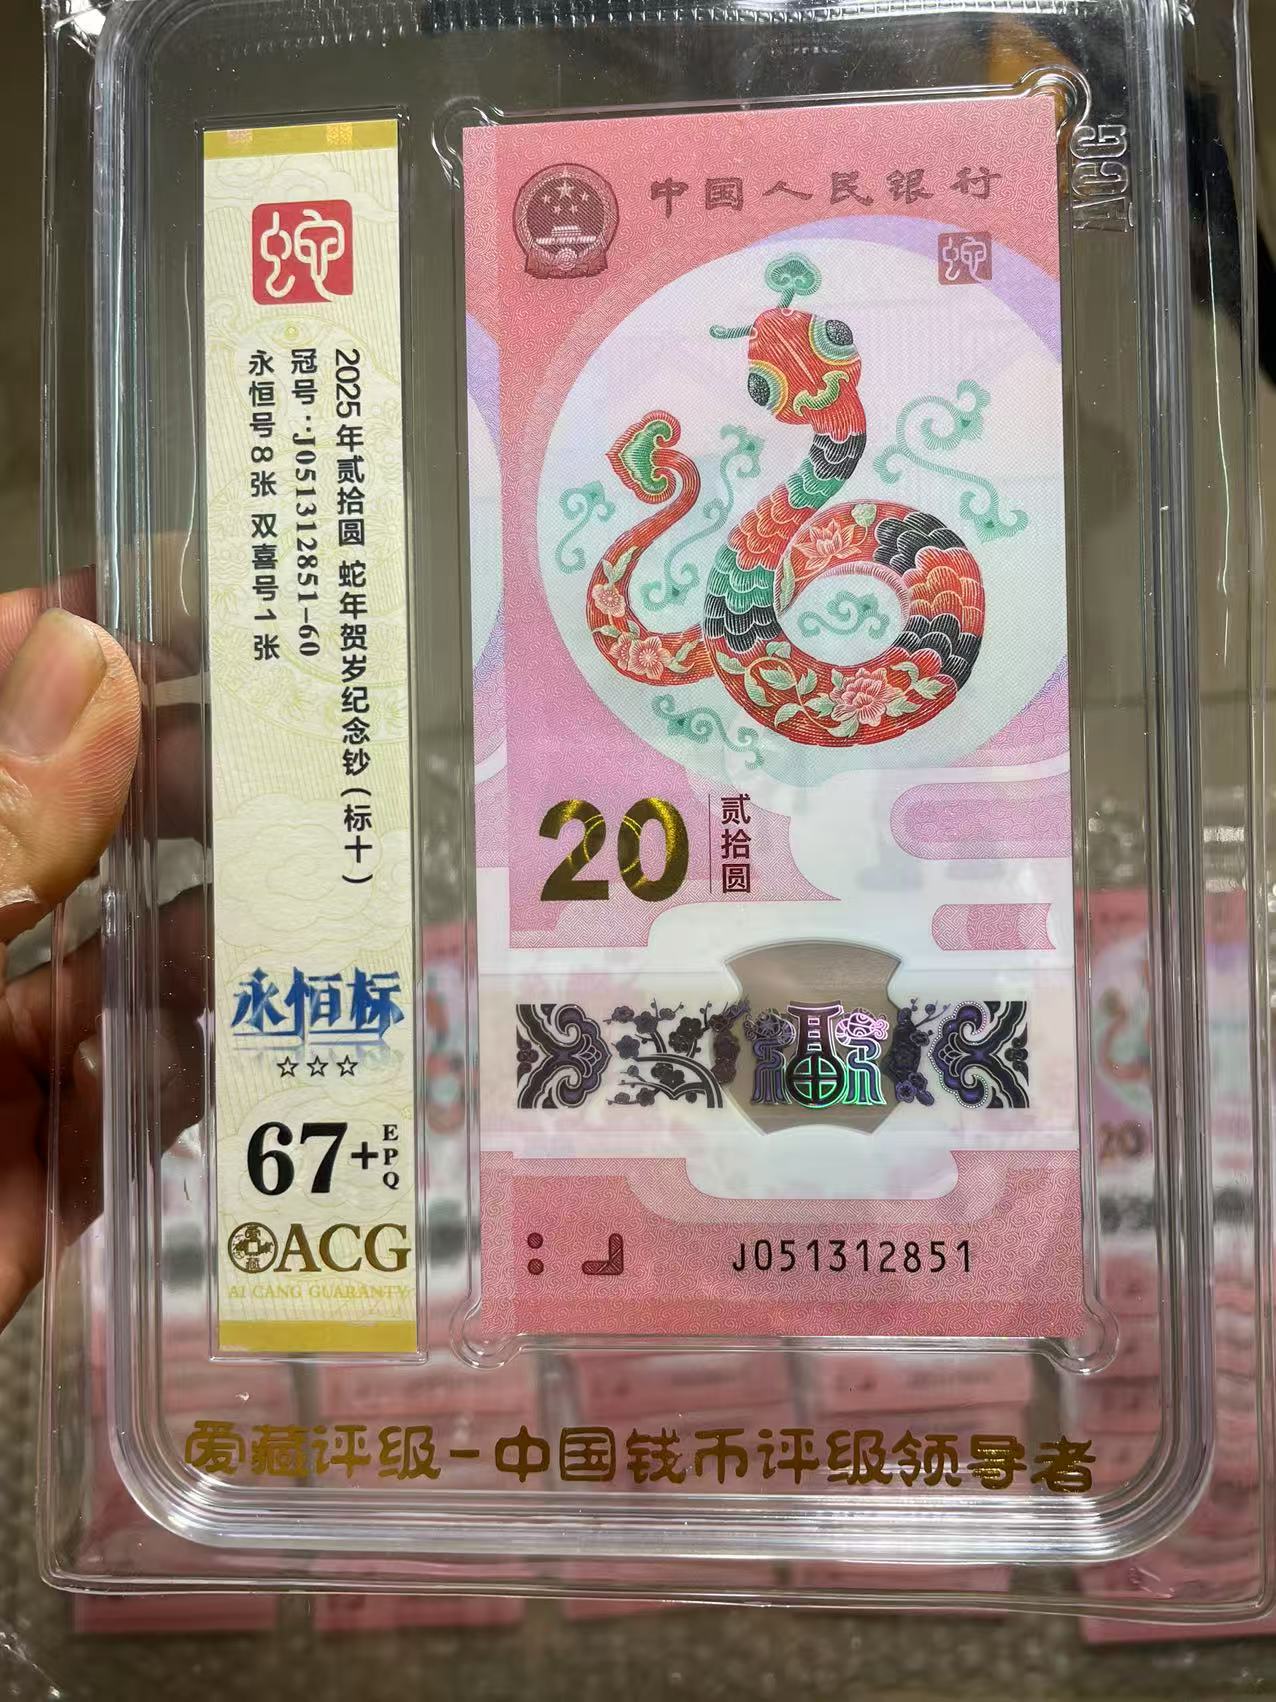 蛇
2025年贰拾圆 蛇年贺岁纪念钞(标十)
冠号:J051312851-60
永恒号8张 双喜号1张
永恒标
☆☆☆
67+ EPQ
ACG
AI CANG GUARANTY
中国人民银行
蛇
20 贰拾圆
福
J051312851
ACG
爱藏评级-中国钱币评级领导者
20